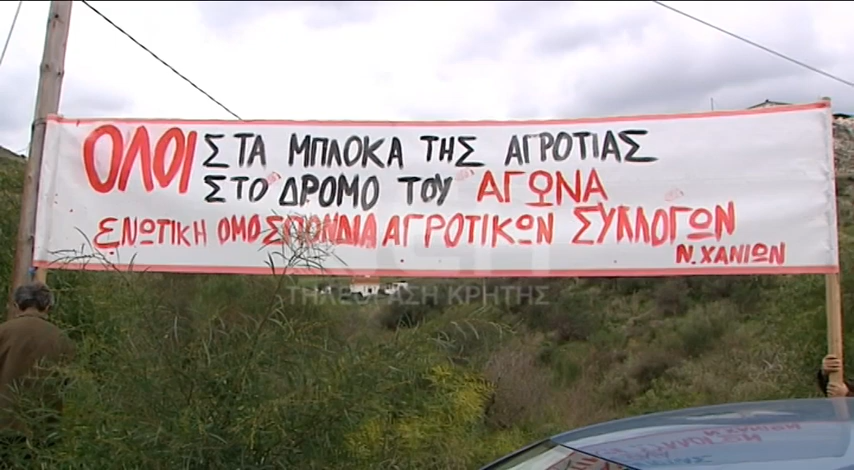 ΟΛΟΙ ΣΤΑ ΜΠΛΟΚΑ ΤΗΣ ΑΓΡΟΤΙΑΣ
ΣΤΟ ΔΡΟΜΟ ΤΟΥ ΑΓΩΝΑ
ΕΝΩΤΙΚΗ ΟΜΟΣΠΟΝΔΙΑ ΑΓΡΟΤΙΚΩΝ ΣΥΛΛΟΓΩΝ
Ν. ΧΑΝΙΩΝ
ΤΗΛΕΟΡΑΣΗ ΚΡΗΤΗΣ